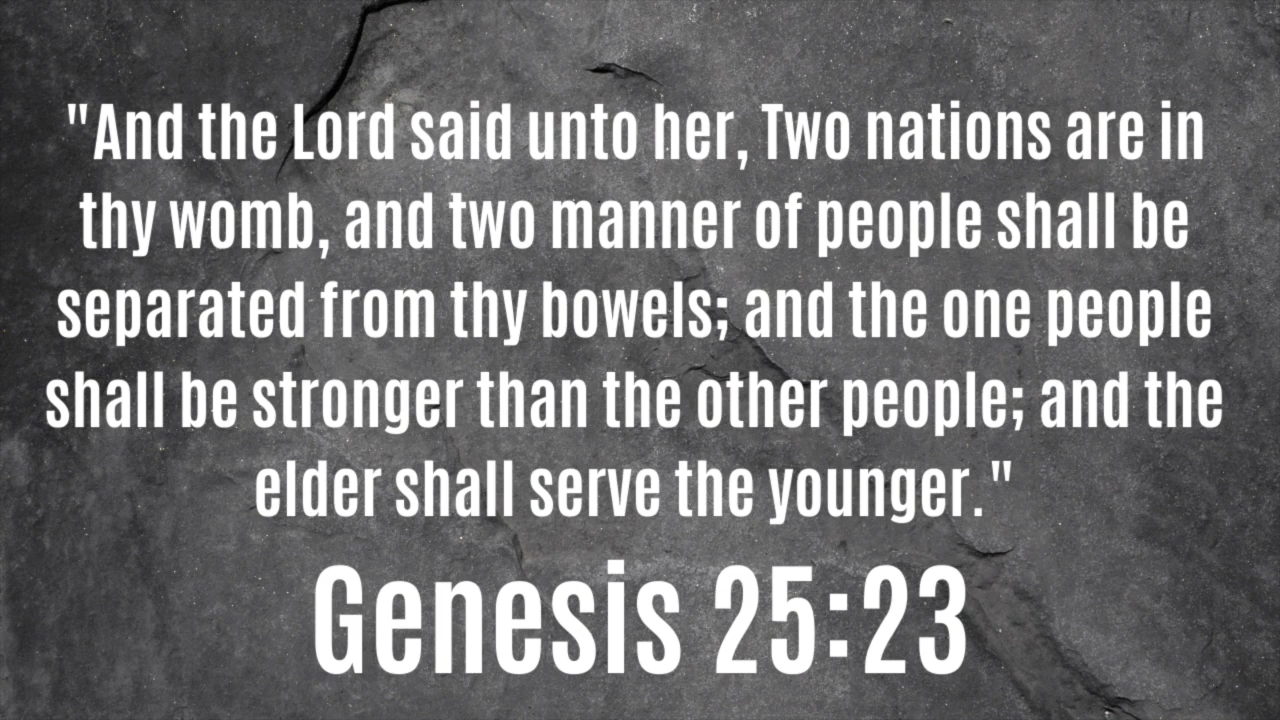 "And the Lord said unto her, Two nations are in
thy womb, and two manner of people shall be
separated from thy bowels; and the one people
shall be stronger than the other people; and the
elder shall serve the younger."
Genesis 25:23